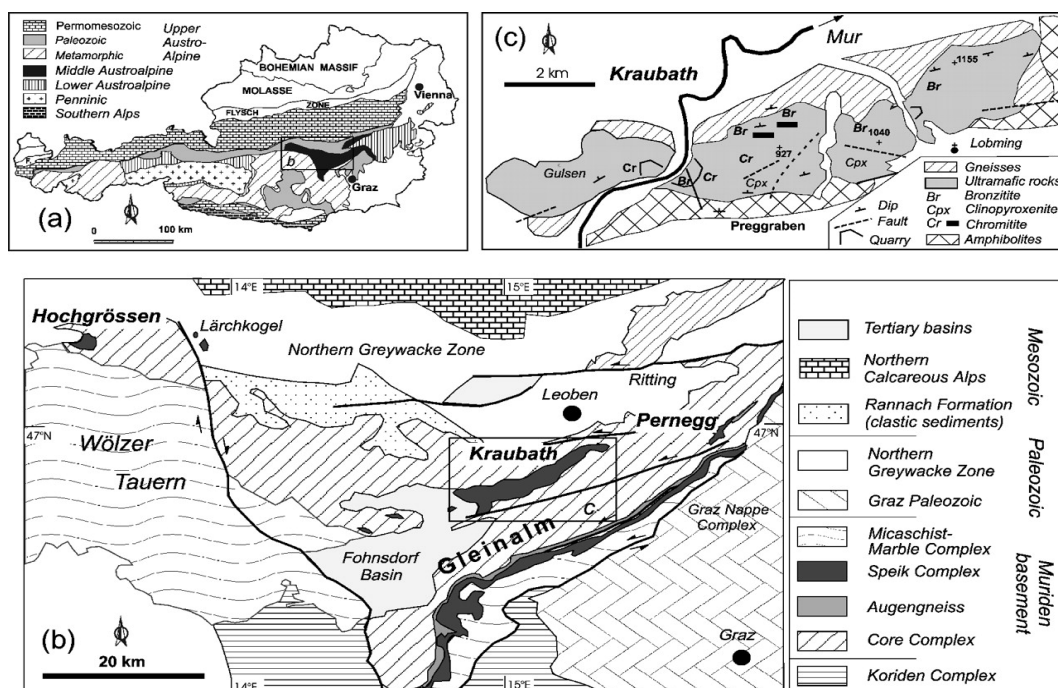 Permomesozoic Upper
Paleozoic Austro-
Metamorphic Alpine
Middle Austroalpine
Lower Austroalpine
Penninic
Southern Alps
BOHEMIAN MASSIF
MOLASSE
ZONE
FLYSCH
Vienna
b
Graz
(a)
0 100 km
(c)
Mur
2 km
Kraubath
1155
Br
Br
Br
Br
1040
Cr
927
Cpx
Cpx
Gulsen
Cr
Br
Cr
Preggraben
Lobming
Gneisses
Ultramafic rocks
Br Bronzitite
Cpx Clinopyroxenite
Cr Chromitite
Amphibolites
Dip
Fault
Quarry
14°E
15°E
Hochgrössen
Lärchkogel
Northern Greywacke Zone
Ritting
Leoben
Pernegg
47°N
47°N
Wölzer
Tauern
Kraubath
C
Graz Nappe
Complex
Gleinalm
Fohnsdorf
Basin
(b)
20 km
Graz
14°E
15°E
Tertiary basins
Northern
Calcareous Alps
Rannach Formation
(clastic sediments)
Northern
Greywacke Zone
Graz Paleozoic
Micaschist-
Marble Complex
Speik Complex
Augengneiss
Core Complex
Koriden Complex
Mesozoic
Paleozoic
Muriden
basement